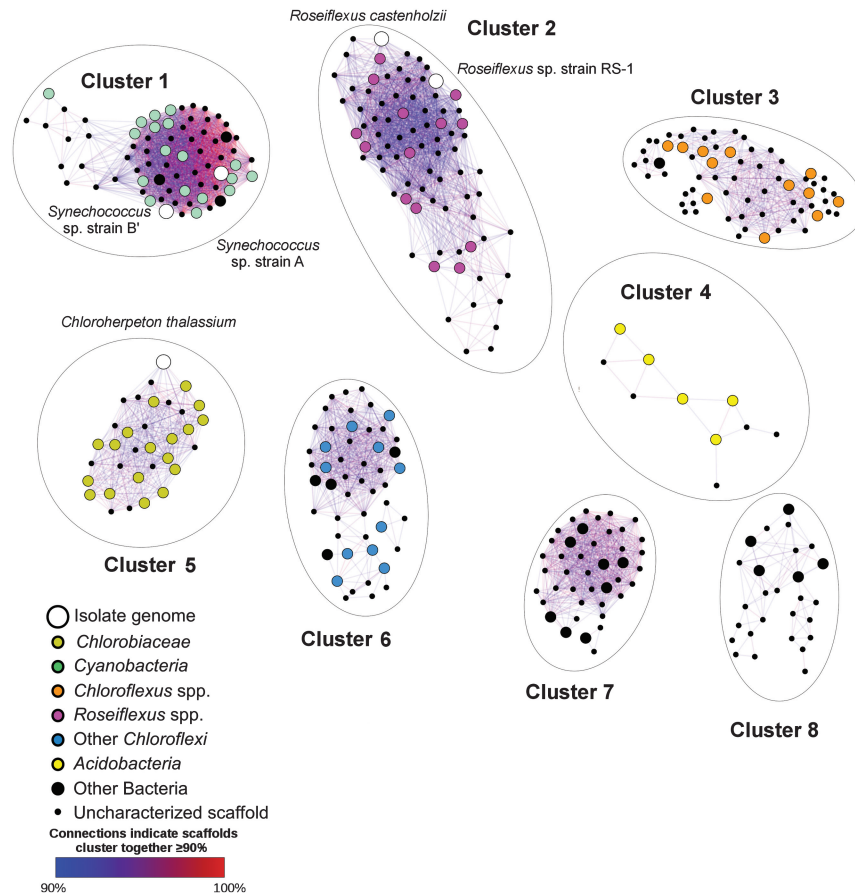 Roseiflexus castenholzii
Cluster 2
Roseiflexus sp. strain RS-1
Cluster 1
Cluster 3
Synechococcus
sp. strain B'
Synechococcus
sp. strain A
Cluster 4
Chloroherpeton thalassium
Cluster 5
Cluster 6
Cluster 7
Cluster 8
Isolate genome
Chlorobiaceae
Cyanobacteria
Chloroflexus spp.
Roseiflexus spp.
Other Chloroflexi
Acidobacteria
Other Bacteria
Uncharacterized scaffold
Connections indicate scaffolds
cluster together ≥90%
90% 100%